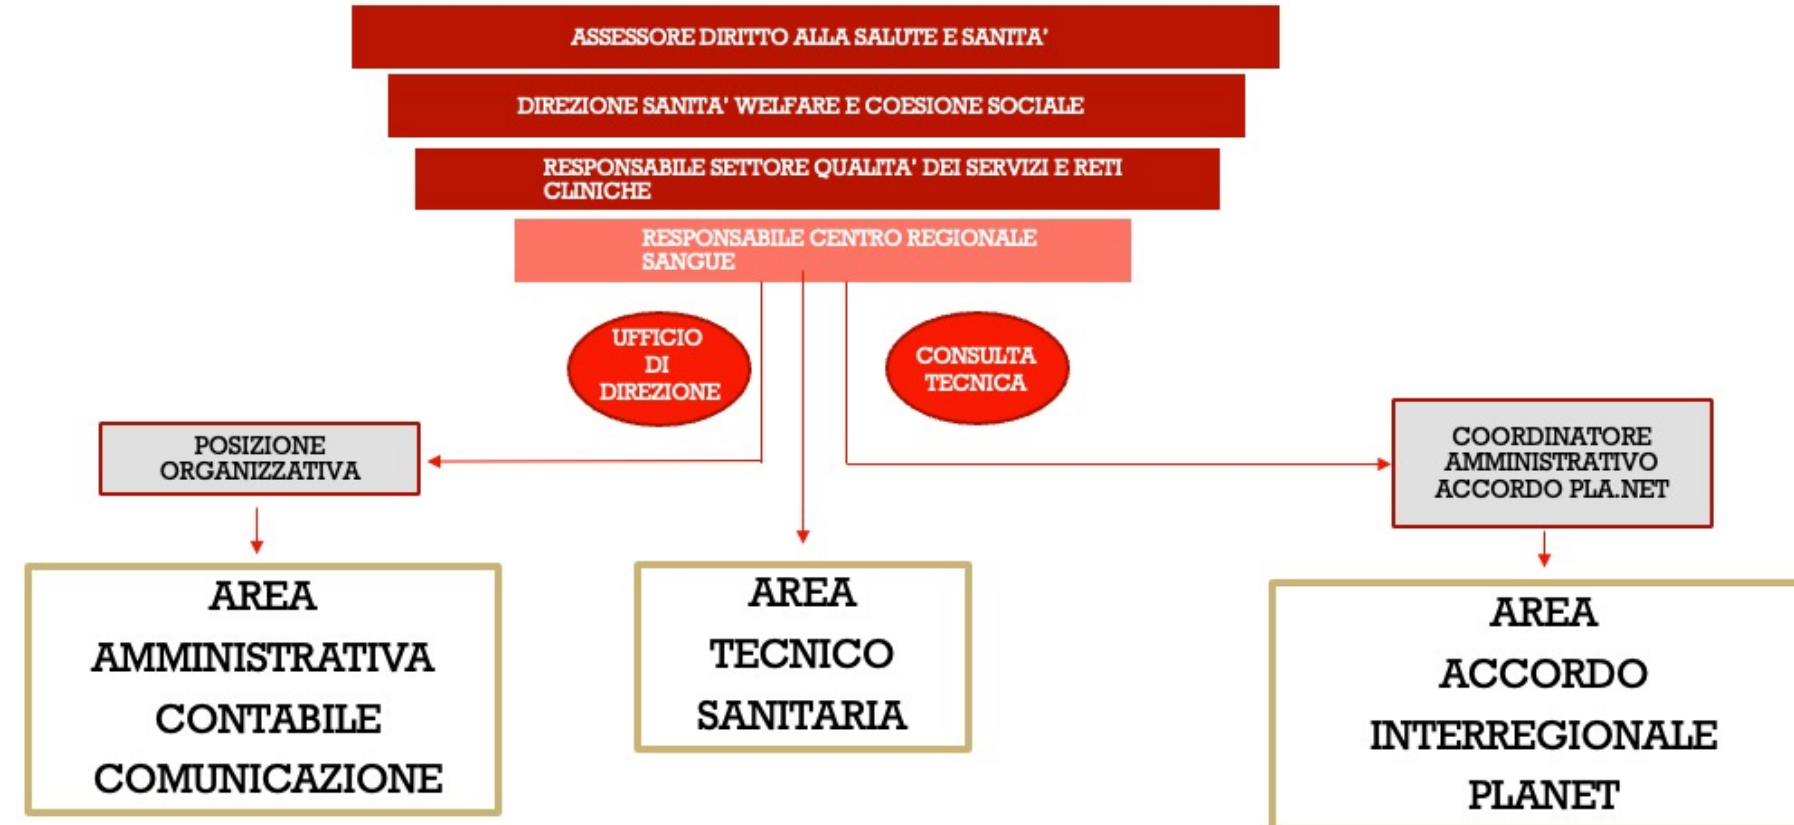 ASSESSORE DIRITTO ALLA SALUTE E SANITA'
DIREZIONE SANITA' WELFARE E COESIONE SOCIALE
RESPONSABILE SETTORE QUALITA' DEI SERVIZI E RETI
CLINICHE
RESPONSABILE CENTRO REGIONALE
SANGUE
UFFICIO
DI
DIREZIONE
CONSULTA
TECNICA
POSIZIONE
ORGANIZZATIVA
COORDINATORE
AMMINISTRATIVO
ACCORDO PLA.NET
AREA
AMMINISTRATIVA
CONTABILE
COMUNICAZIONE
AREA
TECNICO
SANITARIA
AREA
ACCORDO
INTERREGIONALE
PLANET